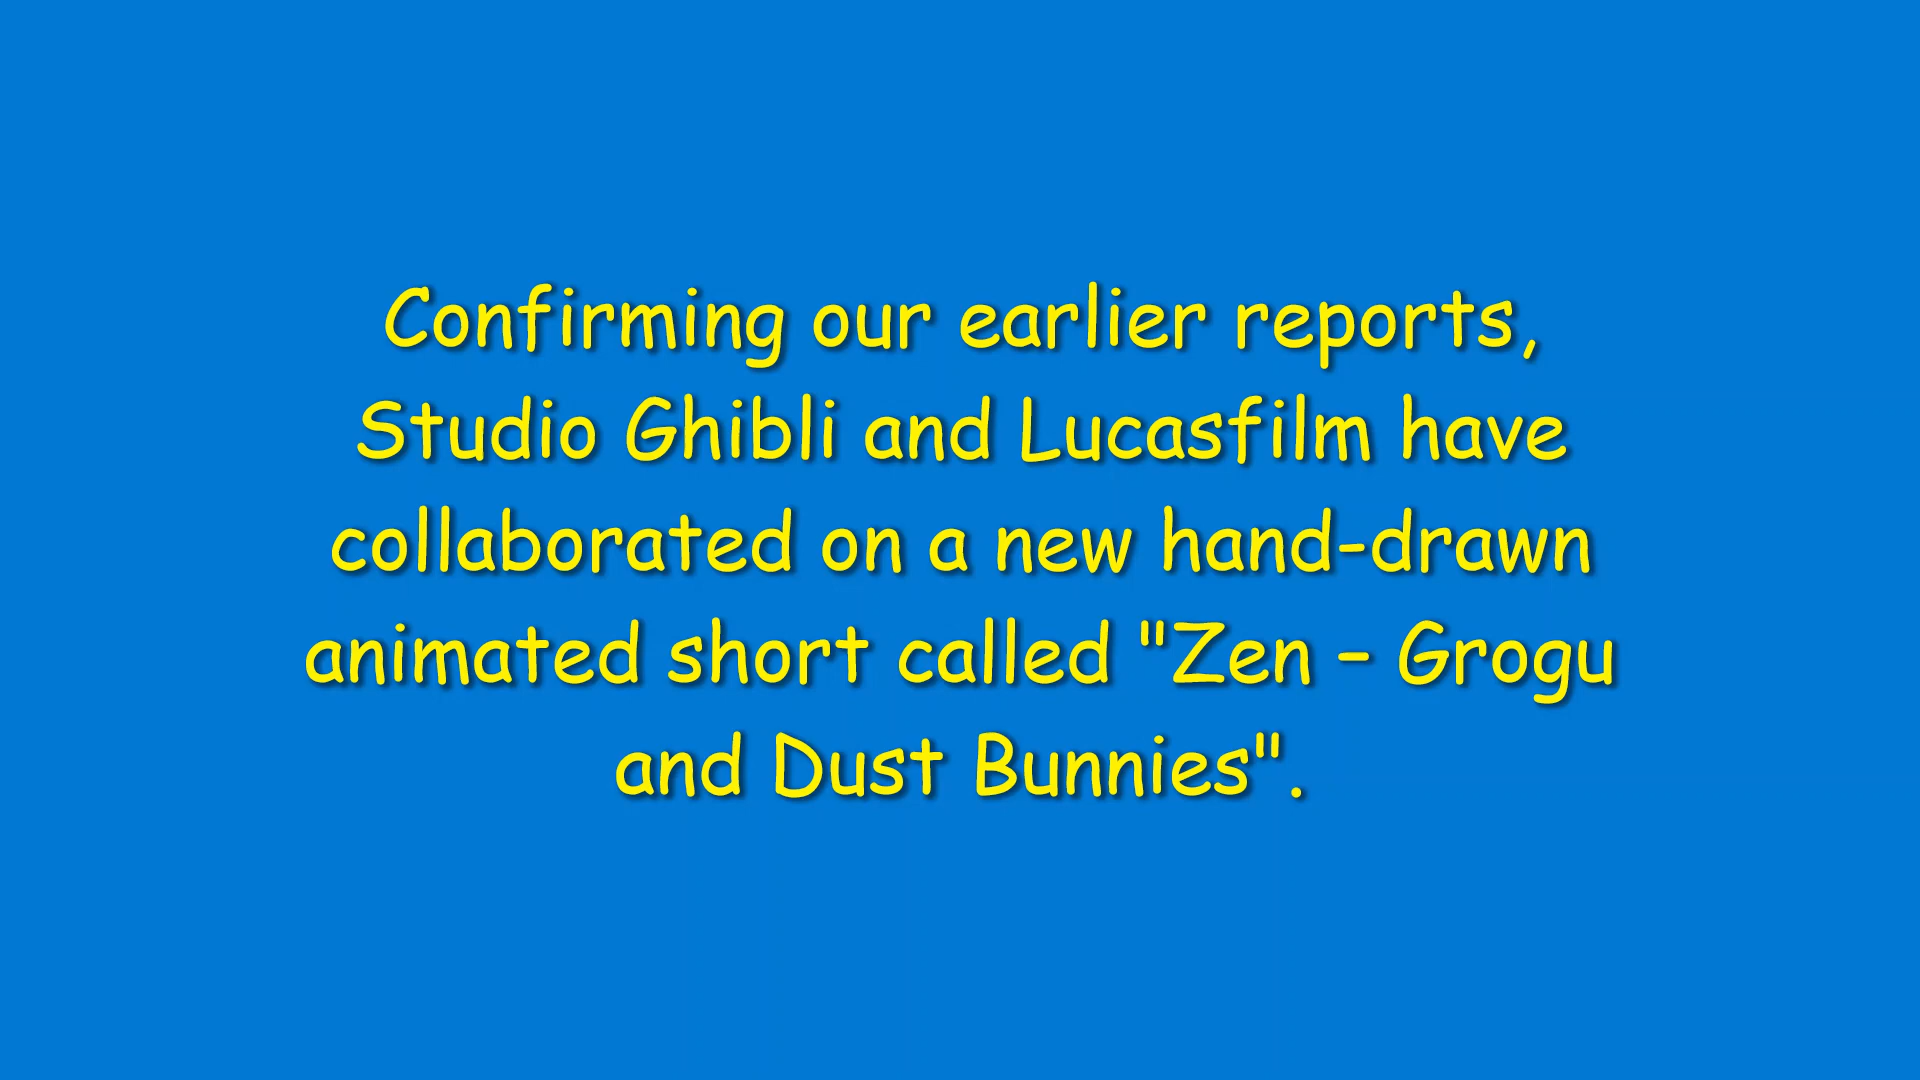 Confirming our earlier reports,
Studio Ghibli and Lucasfilm have
collaborated on a new hand-drawn
animated short called "Zen – Grogu
and Dust Bunnies".